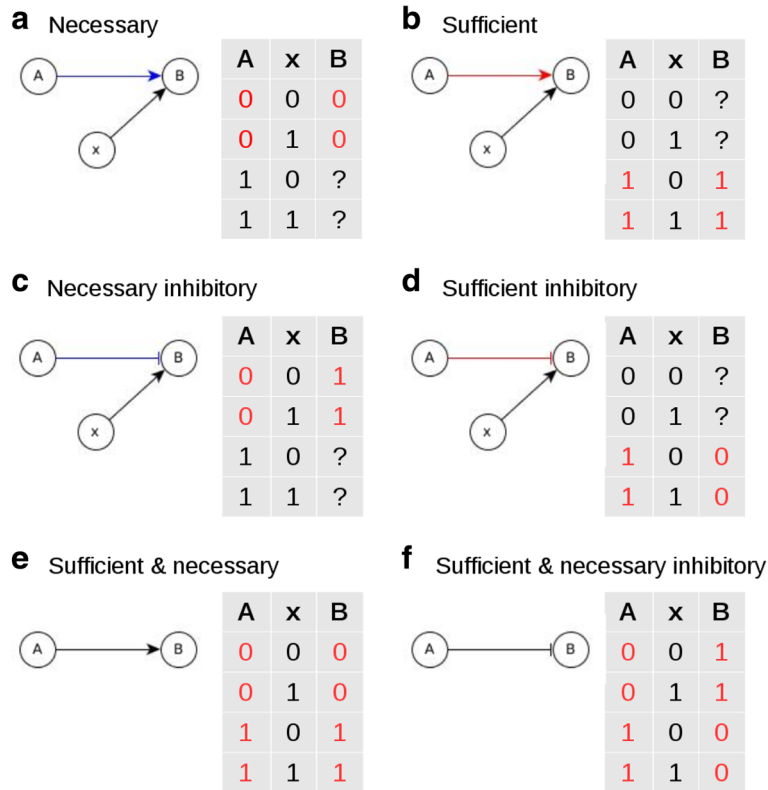 a Necessary
A B x
A x B
0 0 0
0 1 0
1 0 ?
1 1 ?
b Sufficient
A B x
A x B
0 0 ?
0 1 ?
1 0 1
1 1 1
c Necessary inhibitory
A B x
A x B
0 0 1
0 1 1
1 0 ?
1 1 ?
d Sufficient inhibitory
A B x
A x B
0 0 ?
0 1 ?
1 0 0
1 1 0
e Sufficient & necessary
A B
A x B
0 0 0
0 1 0
1 0 1
1 1 1
f Sufficient & necessary inhibitory
A B
A x B
0 0 1
0 1 1
1 0 0
1 1 0